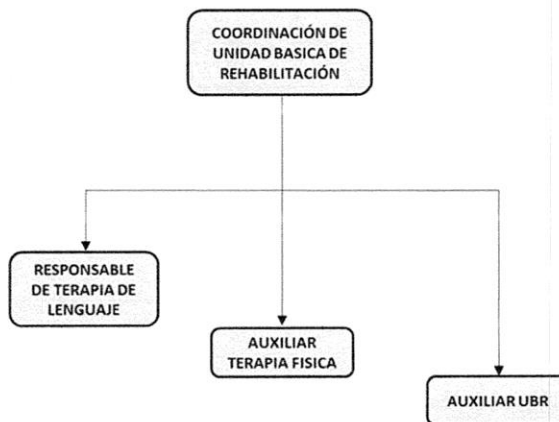 COORDINACIÓN DE
UNIDAD BASICA DE
REHABILITACIÓN
RESPONSABLE
DE TERAPIA DE
LENGUAJE
AUXILIAR
TERAPIA FISICA
AUXILIAR UBR